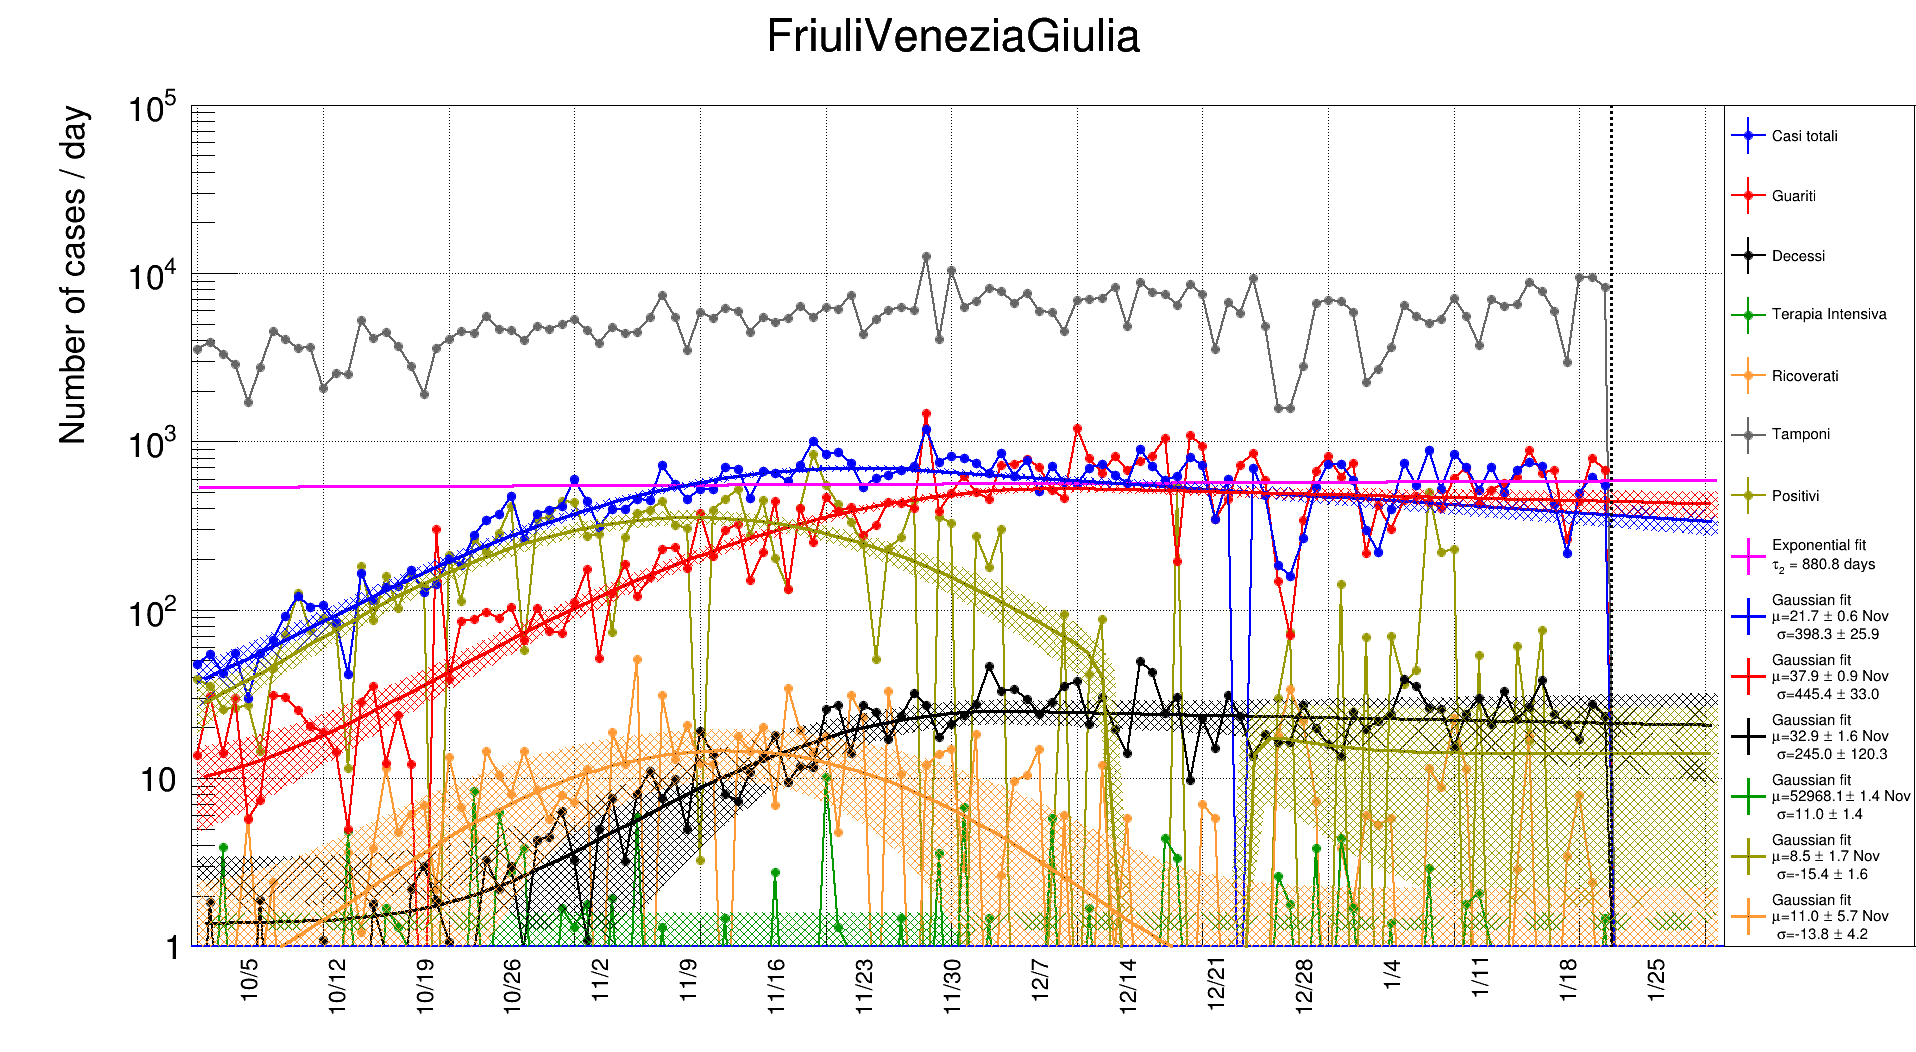 FriuliVeneziaGiulia
Number of cases / day
10^5
10^4
10^3
10^2
10
1
10/5
10/12
10/19
10/26
11/2
11/9
11/16
11/23
11/30
12/7
12/14
12/21
12/28
1/4
1/11
1/18
1/25
Casi totali
Guariti
Decessi
Terapia Intensiva
Ricoverati
Tamponi
Positivi
Exponential fit
τ₂ = 880.8 days
Gaussian fit
μ=21.7 ± 0.6 Nov
σ=398.3 ± 25.9
Gaussian fit
μ=37.9 ± 0.9 Nov
σ=445.4 ± 33.0
Gaussian fit
μ=32.9 ± 1.6 Nov
σ=245.0 ± 120.3
Gaussian fit
μ=52968.1 ± 1.4 Nov
σ=11.0 ± 1.4
Gaussian fit
μ=8.5 ± 1.7 Nov
σ=-15.4 ± 1.6
Gaussian fit
μ=11.0 ± 5.7 Nov
σ=-13.8 ± 4.2